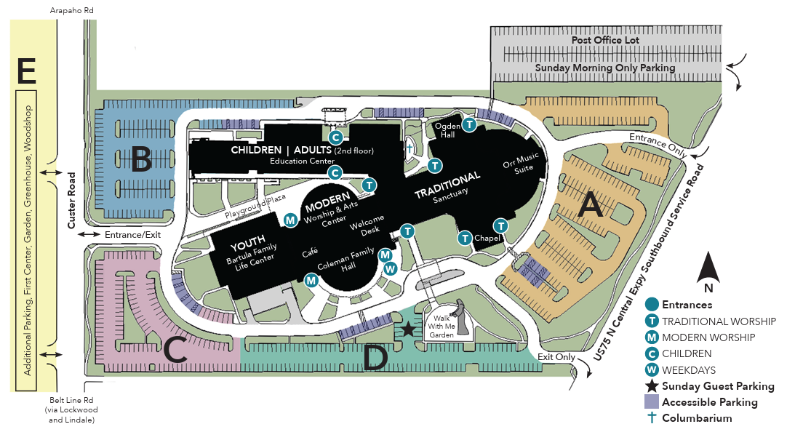 Arapaho Rd
E
Additional Parking, First Center, Garden, Greenhouse, Woodshop
Custer Road
Post Office Lot
Sunday Morning Only Parking
Entrance Only
B
C
CHILDREN | ADULTS (2nd floor)
Education Center
C
T
Ogden
Hall
T
T
Orr Music
Suite
TRADITIONAL
Sanctuary
A
US75 N Central Expy Southbound Service Road
Playground Plaza
M
MODERN
Worship & Arts
Center
Welcome
Desk
T
T
T
Chapel
Entrance/Exit
YOUTH
Bartula Family
Life Center
Café
Coleman Family
Hall
M
M
W
Walk
With Me
Garden
C
D
Exit Only
Belt Line Rd
(via Lockwood
and Lindale)
N
Entrances
T TRADITIONAL WORSHIP
M MODERN WORSHIP
C CHILDREN
W WEEKDAYS
Sunday Guest Parking
Accessible Parking
Columbarium